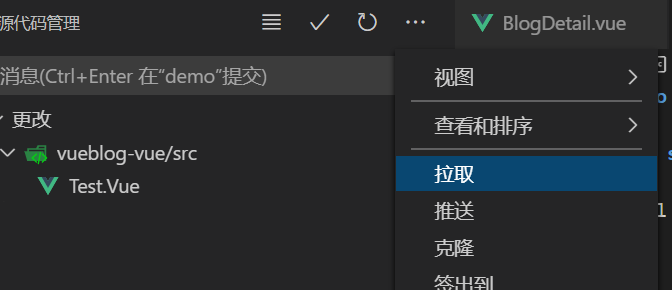 源代码管理
BlogDetail.vue
消息(Ctrl+Enter 在“demo”提交)
视图
更改
查看和排序
vueblog-vue/src
Test.Vue
拉取
推送
克隆
签出到